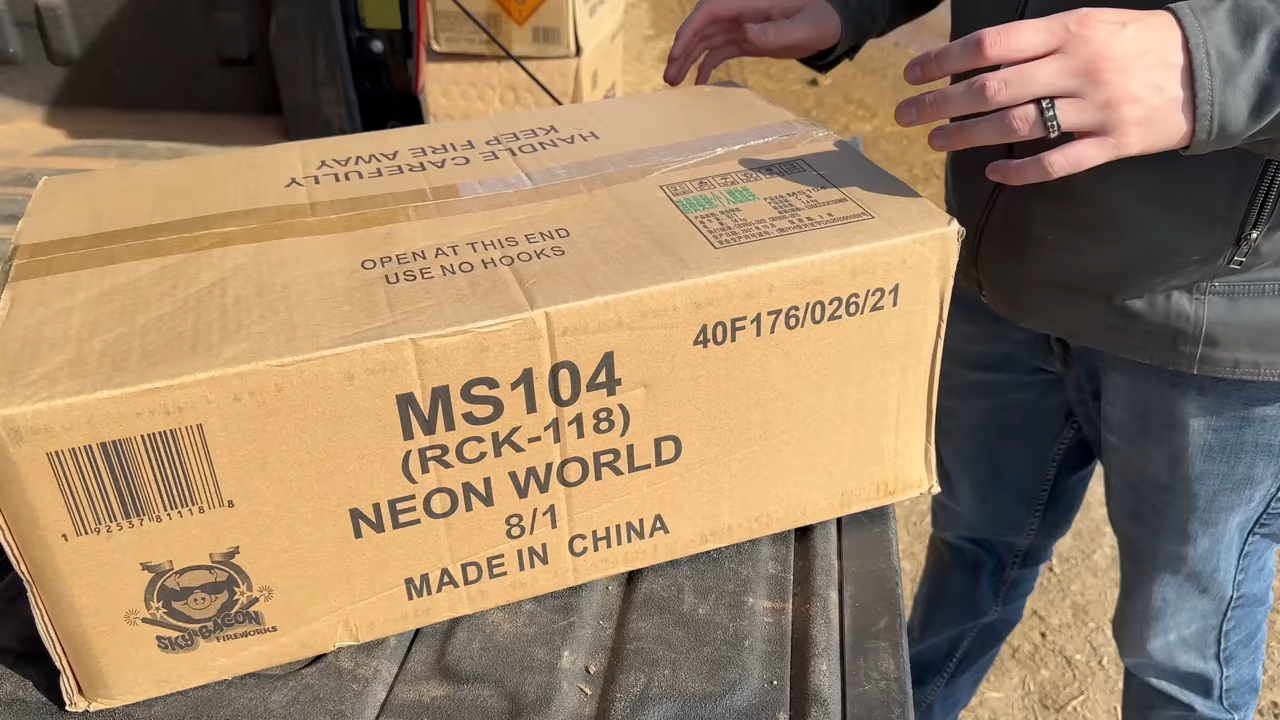 HANDLE CAREFULLY
KEEP FIRE AWAY
OPEN AT THIS END
USE NO HOOKS
MS104
40F176/026/21
MS104
(RCK-118)
NEON WORLD
8/1
MADE IN CHINA
1 92537 81118 8
SKY BACON
FIREWORKS